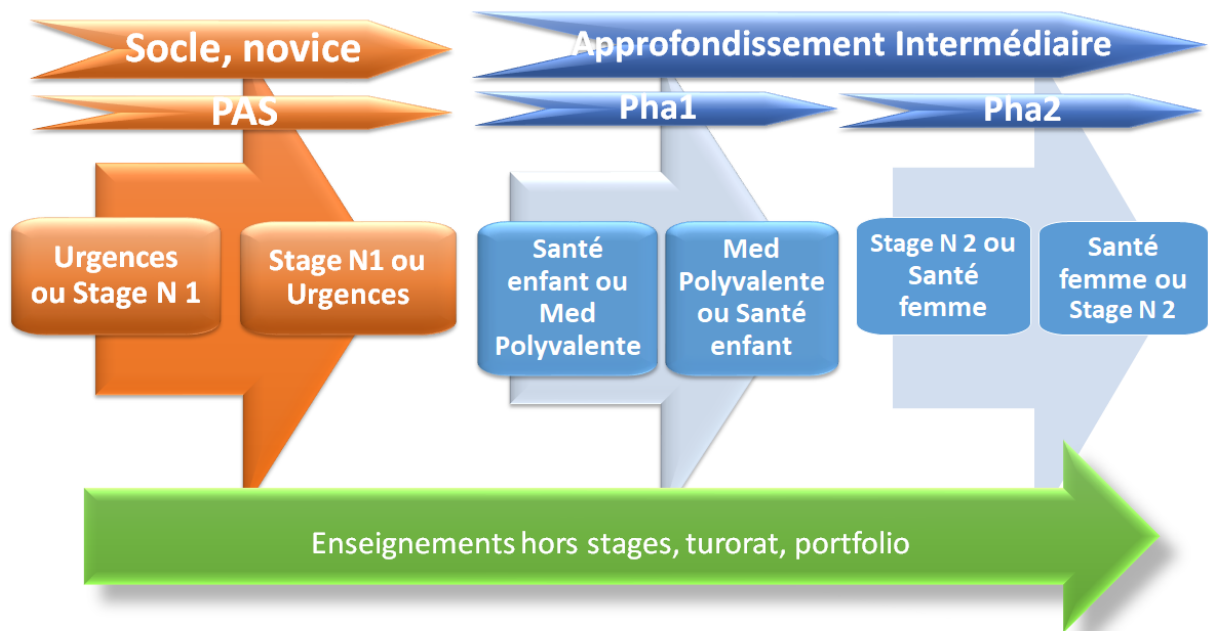 Socle, novice
Approfondissement Intermédiaire
PAS
Pha1
Pha2
Urgences
ou Stage N 1
Stage N1 ou
Urgences
Santé
enfant ou
Med
Polyvalente
Med
Polyvalente
ou Santé
enfant
Stage N 2 ou
Santé
femme
Santé
femme ou
Stage N 2
Enseignements hors stages, turorat, portfolio